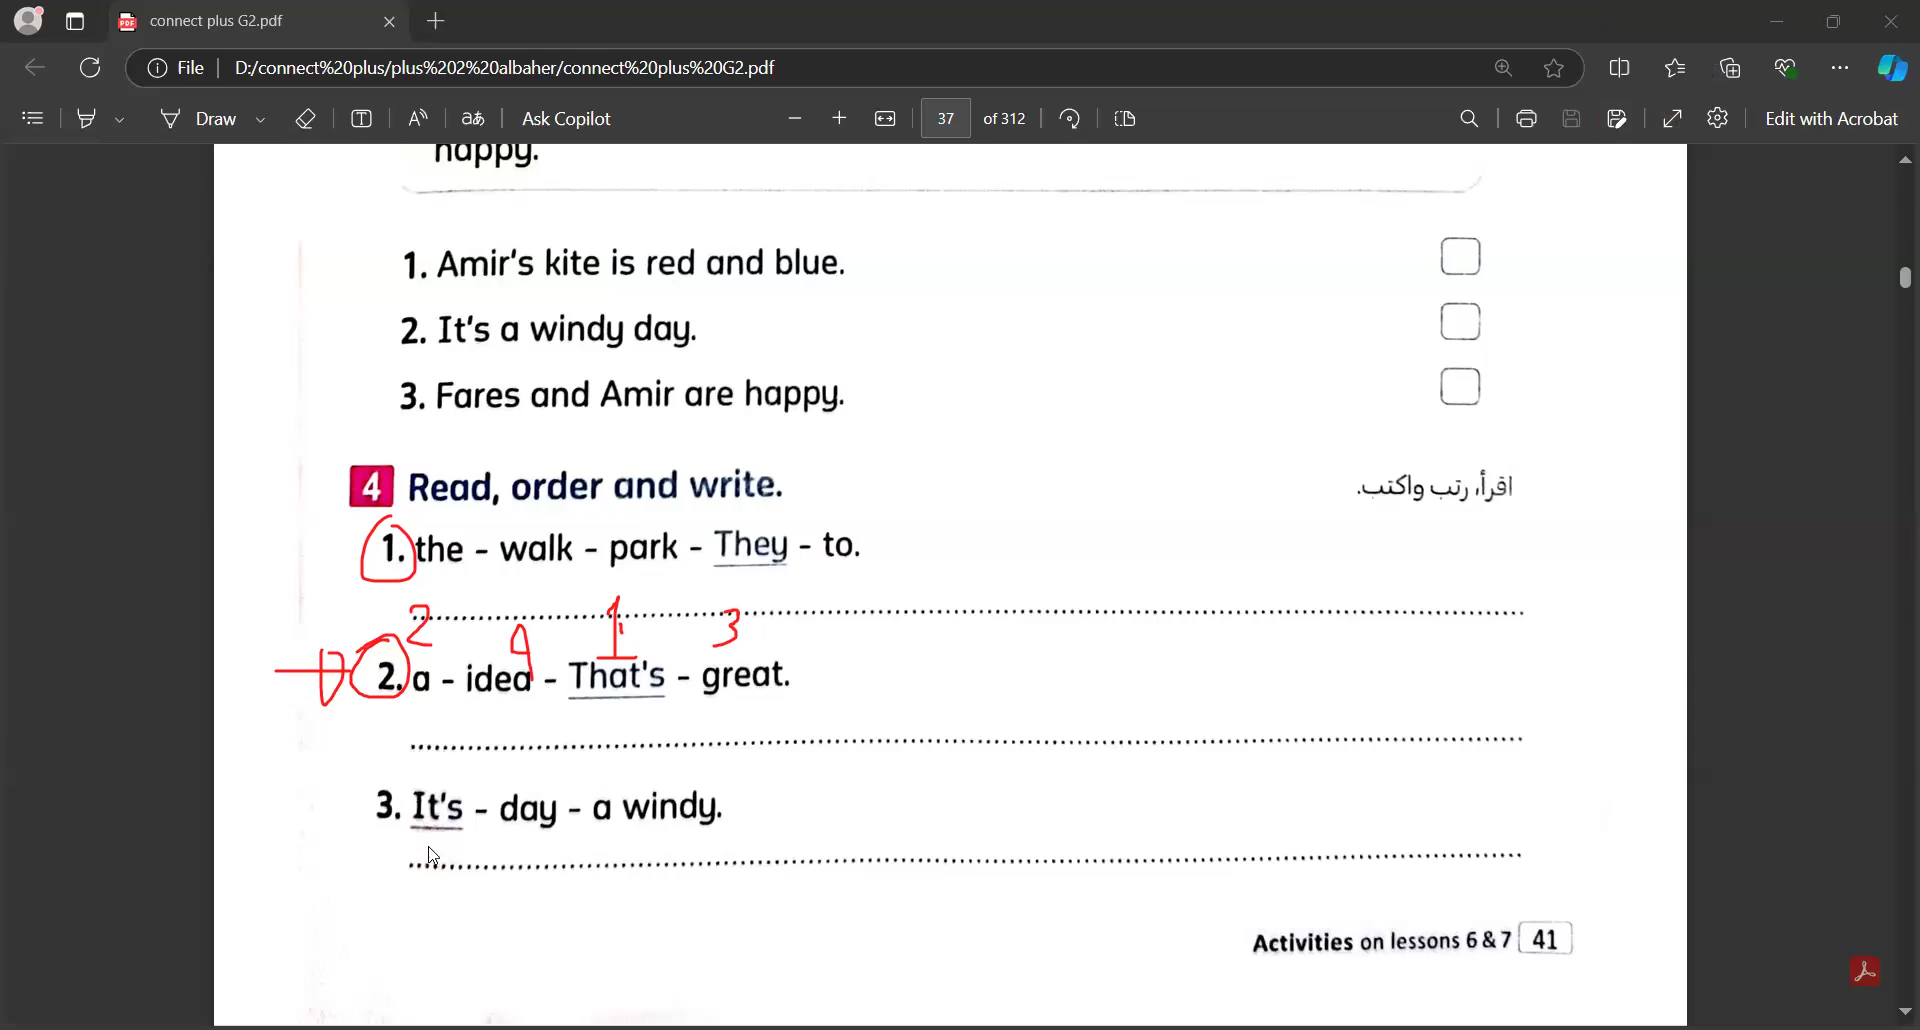 connect plus G2.pdf
File D:/connect%20plus/plus%202%20albaher/connect%20plus%20G2.pdf
Draw aあ Ask Copilot 37 of 312 Edit with Acrobat
happy.
1. Amir's kite is red and blue.
2. It's a windy day.
3. Fares and Amir are happy.
4 Read, order and write.
اقرأ، رتب واكتب.
1. the - walk - park - They - to.
2 4 1 3
2. a - idea - That's - great.
3. It's - day - a windy.
Activities on lessons 6 & 7 41